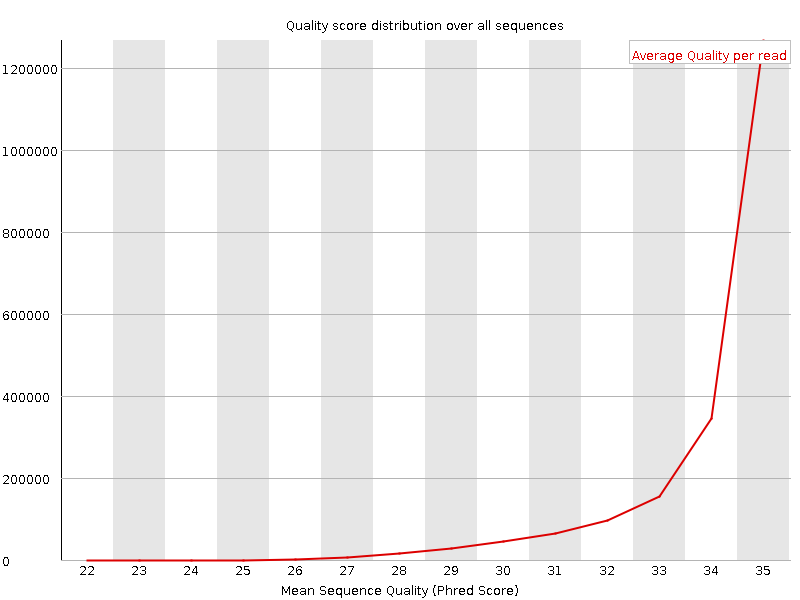 Quality score distribution over all sequences
Average Quality per read
1200000
1000000
800000
600000
400000
200000
0
22 23 24 25 26 27 28 29 30 31 32 33 34 35
Mean Sequence Quality (Phred Score)